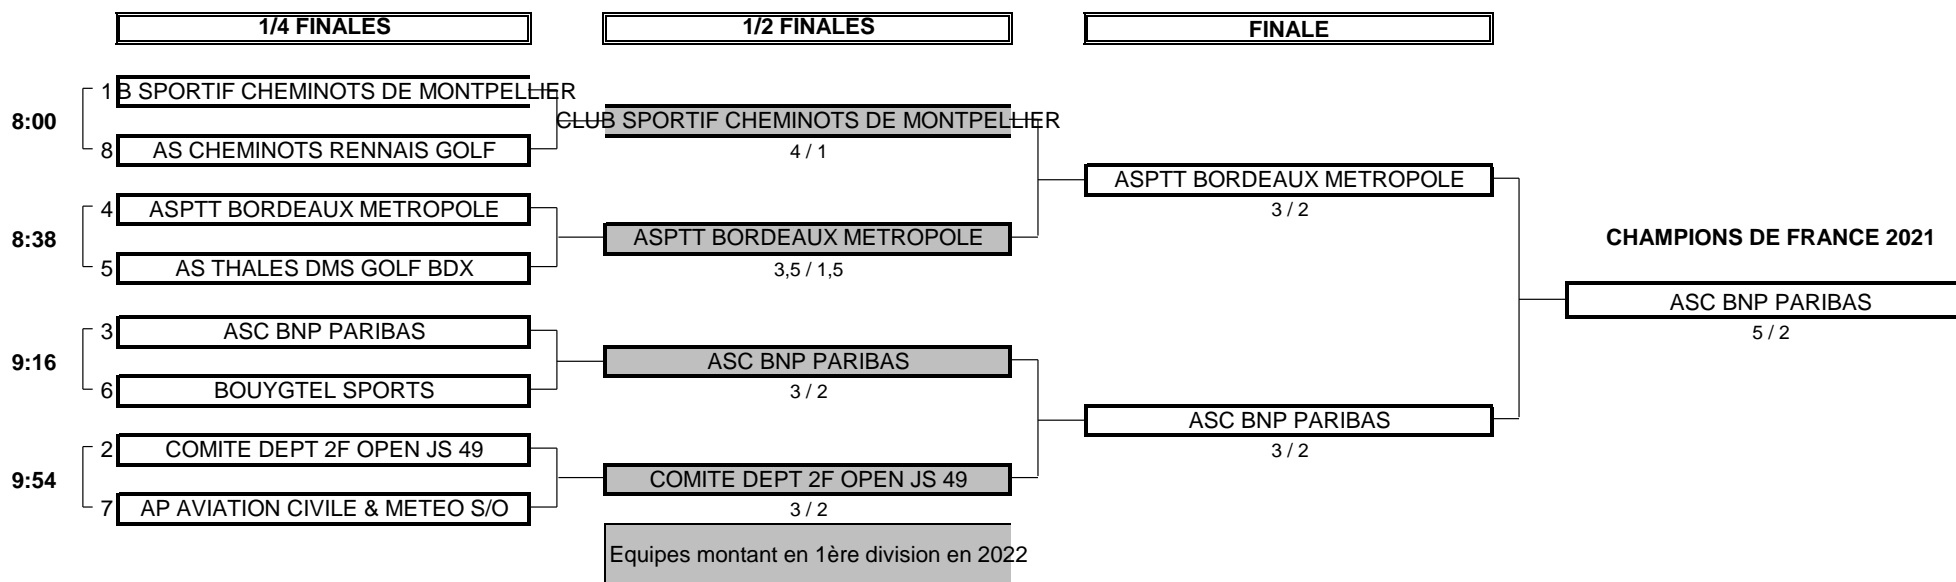 1/4 FINALES
1/2 FINALES
FINALE
8:00
1 B SPORTIF CHEMINOTS DE MONTPELLIER
8 AS CHEMINOTS RENNAIS GOLF
CLUB SPORTIF CHEMINOTS DE MONTPELLIER
4 / 1
8:38
4 ASPTT BORDEAUX METROPOLE
5 AS THALES DMS GOLF BDX
ASPTT BORDEAUX METROPOLE
3,5 / 1,5
ASPTT BORDEAUX METROPOLE
3 / 2
9:16
3 ASC BNP PARIBAS
6 BOUYGTEL SPORTS
ASC BNP PARIBAS
3 / 2
9:54
2 COMITE DEPT 2F OPEN JS 49
7 AP AVIATION CIVILE & METEO S/O
COMITE DEPT 2F OPEN JS 49
3 / 2
ASC BNP PARIBAS
3 / 2
CHAMPIONS DE FRANCE 2021
ASC BNP PARIBAS
5 / 2
Equipes montant en 1ère division en 2022